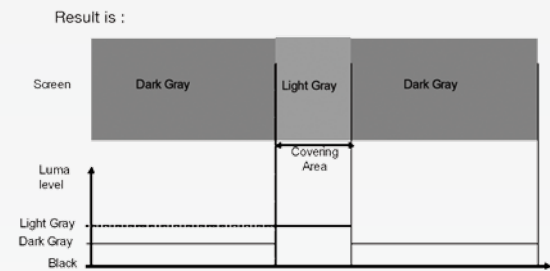 Result is :
Screen
Dark Gray
Light Gray
Dark Gray
Covering
Area
Luma
level
Light Gray
Dark Gray
Black